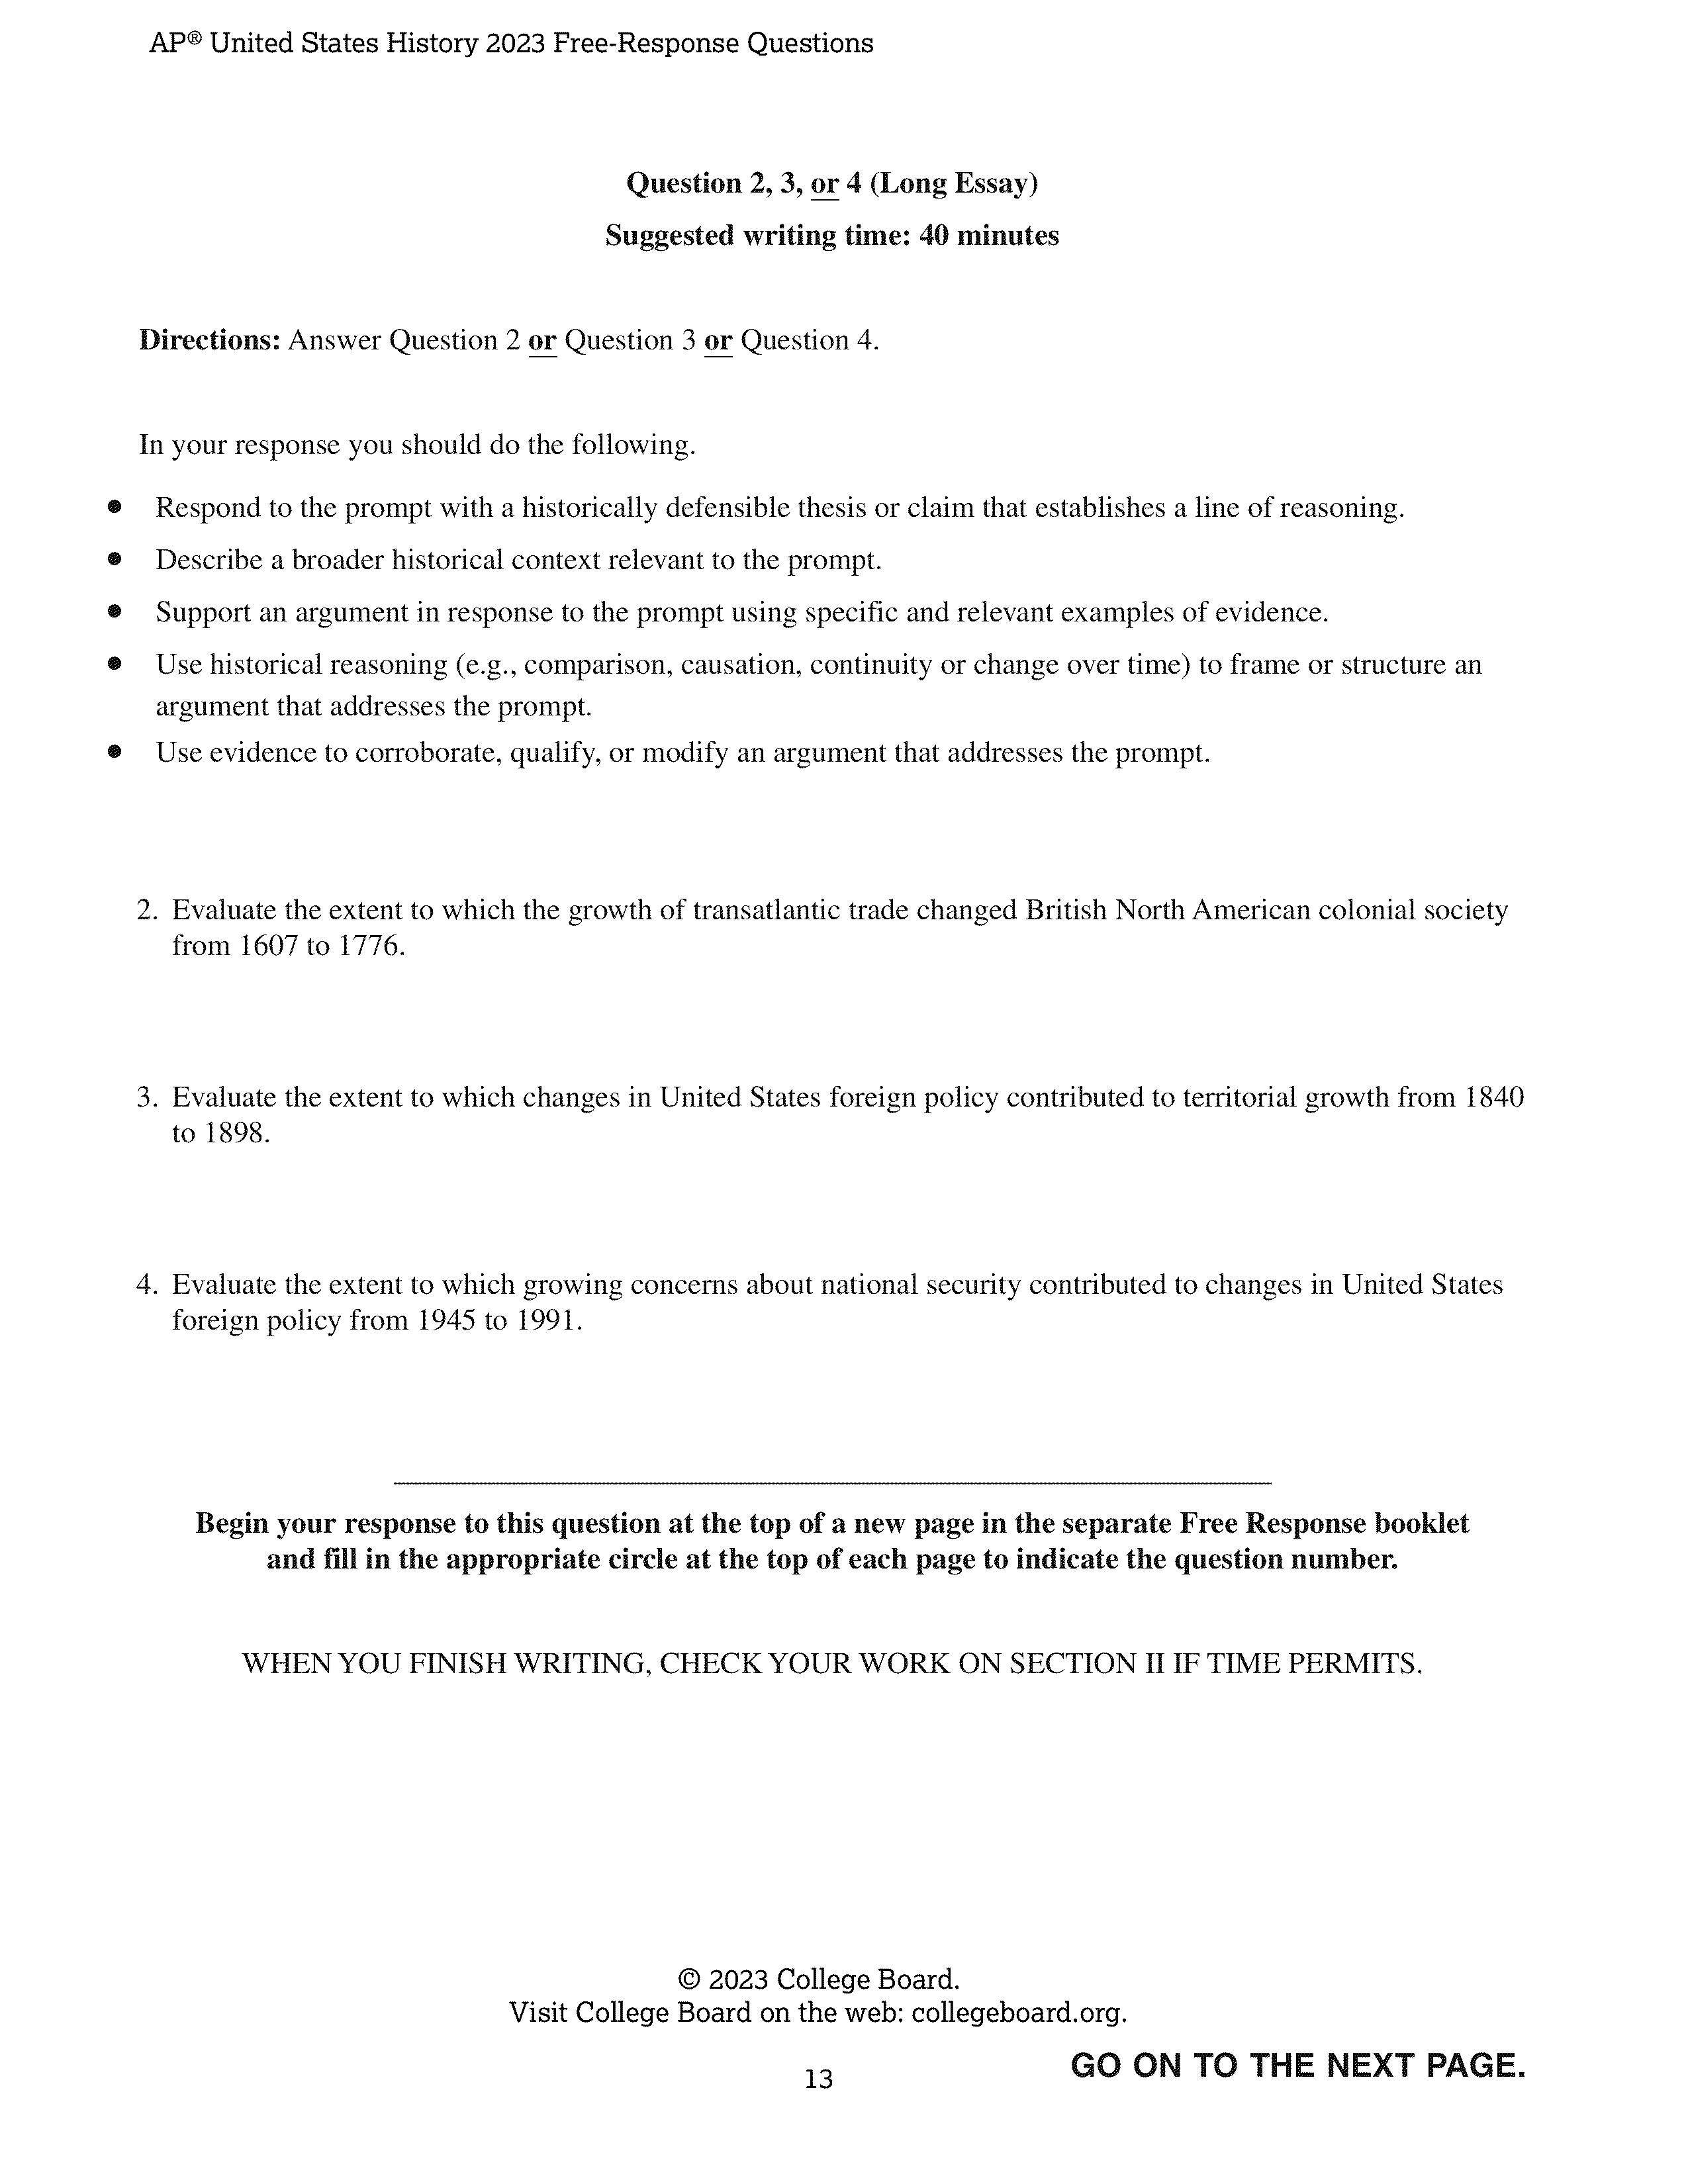 AP® United States History 2023 Free-Response Questions
Question 2, 3, or 4 (Long Essay)
Suggested writing time: 40 minutes
Directions: Answer Question 2 or Question 3 or Question 4.
In your response you should do the following.
• Respond to the prompt with a historically defensible thesis or claim that establishes a line of reasoning.
• Describe a broader historical context relevant to the prompt.
• Support an argument in response to the prompt using specific and relevant examples of evidence.
• Use historical reasoning (e.g., comparison, causation, continuity or change over time) to frame or structure an
argument that addresses the prompt.
• Use evidence to corroborate, qualify, or modify an argument that addresses the prompt.
2. Evaluate the extent to which the growth of transatlantic trade changed British North American colonial society
from 1607 to 1776.
3. Evaluate the extent to which changes in United States foreign policy contributed to territorial growth from 1840
to 1898.
4. Evaluate the extent to which growing concerns about national security contributed to changes in United States
foreign policy from 1945 to 1991.
Begin your response to this question at the top of a new page in the separate Free Response booklet
and fill in the appropriate circle at the top of each page to indicate the question number.
WHEN YOU FINISH WRITING, CHECK YOUR WORK ON SECTION II IF TIME PERMITS.
© 2023 College Board.
Visit College Board on the web: collegeboard.org.
GO ON TO THE NEXT PAGE.
13